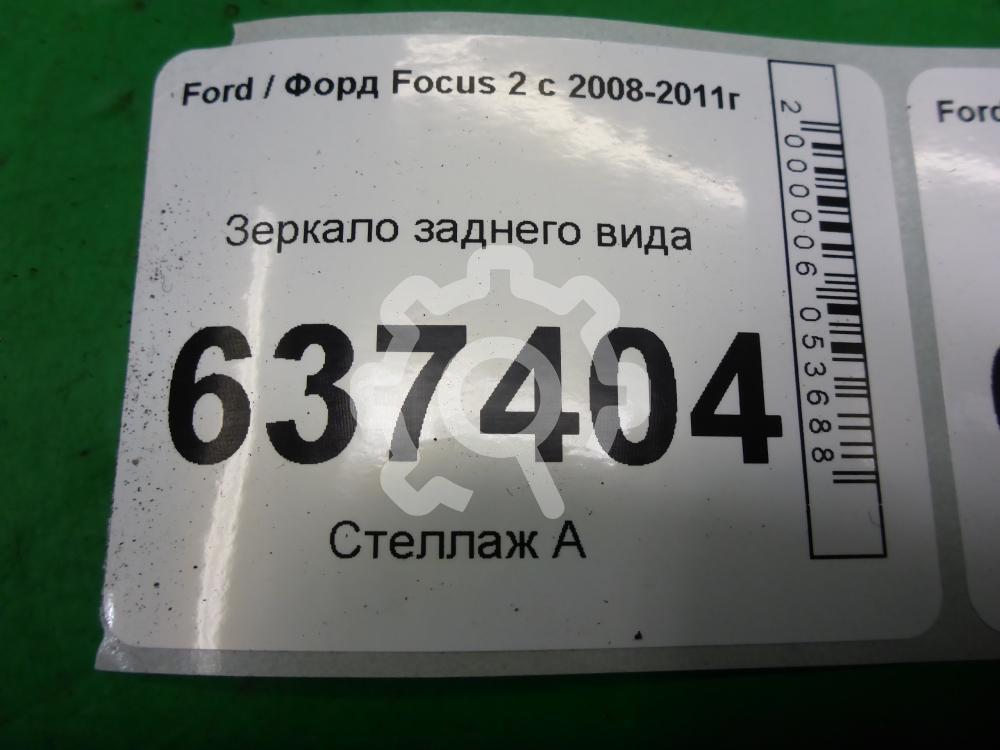 Ford / Форд Focus 2 с 2008-2011г
Зеркало заднего вида
637404
Стеллаж А
2000006053688
Ford